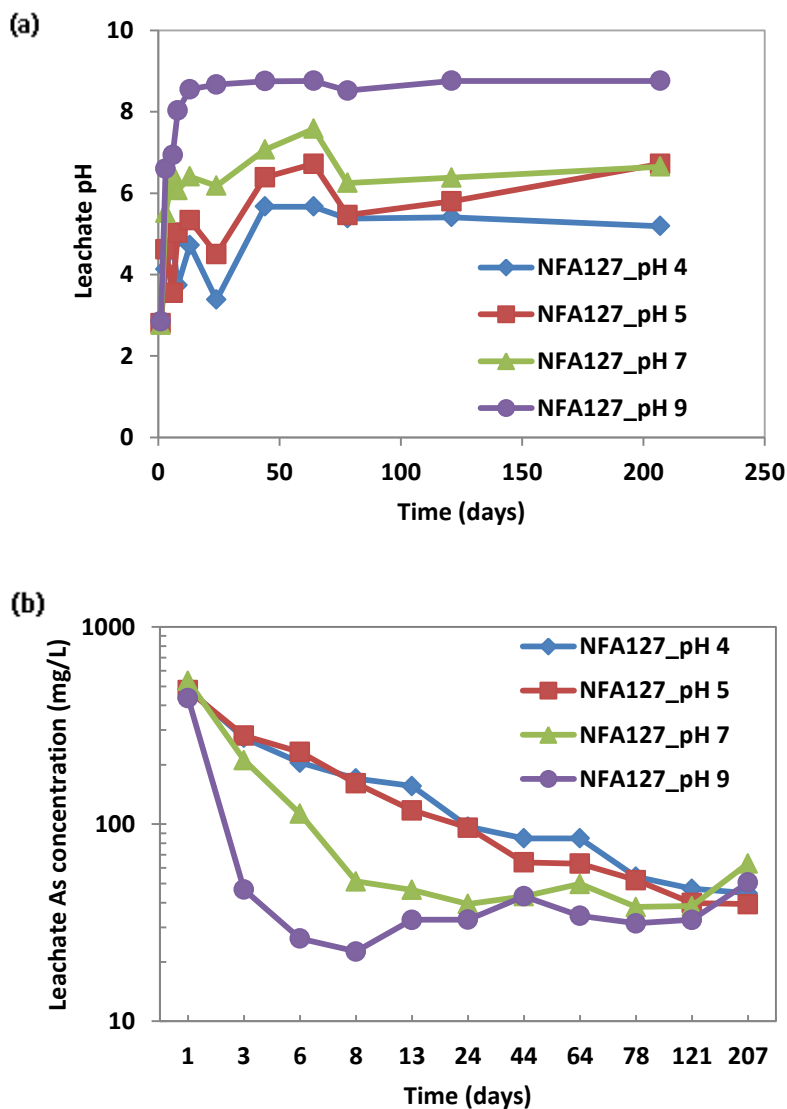 (a)
10
8
6
4
2
0
Leachate pH
NFA127_pH 4
NFA127_pH 5
NFA127_pH 7
NFA127_pH 9
0 50 100 150 200 250
Time (days)
(b)
1000
100
10
Leachate As concentration (mg/L)
NFA127_pH 4
NFA127_pH 5
NFA127_pH 7
NFA127_pH 9
1 3 6 8 13 24 44 64 78 121 207
Time (days)